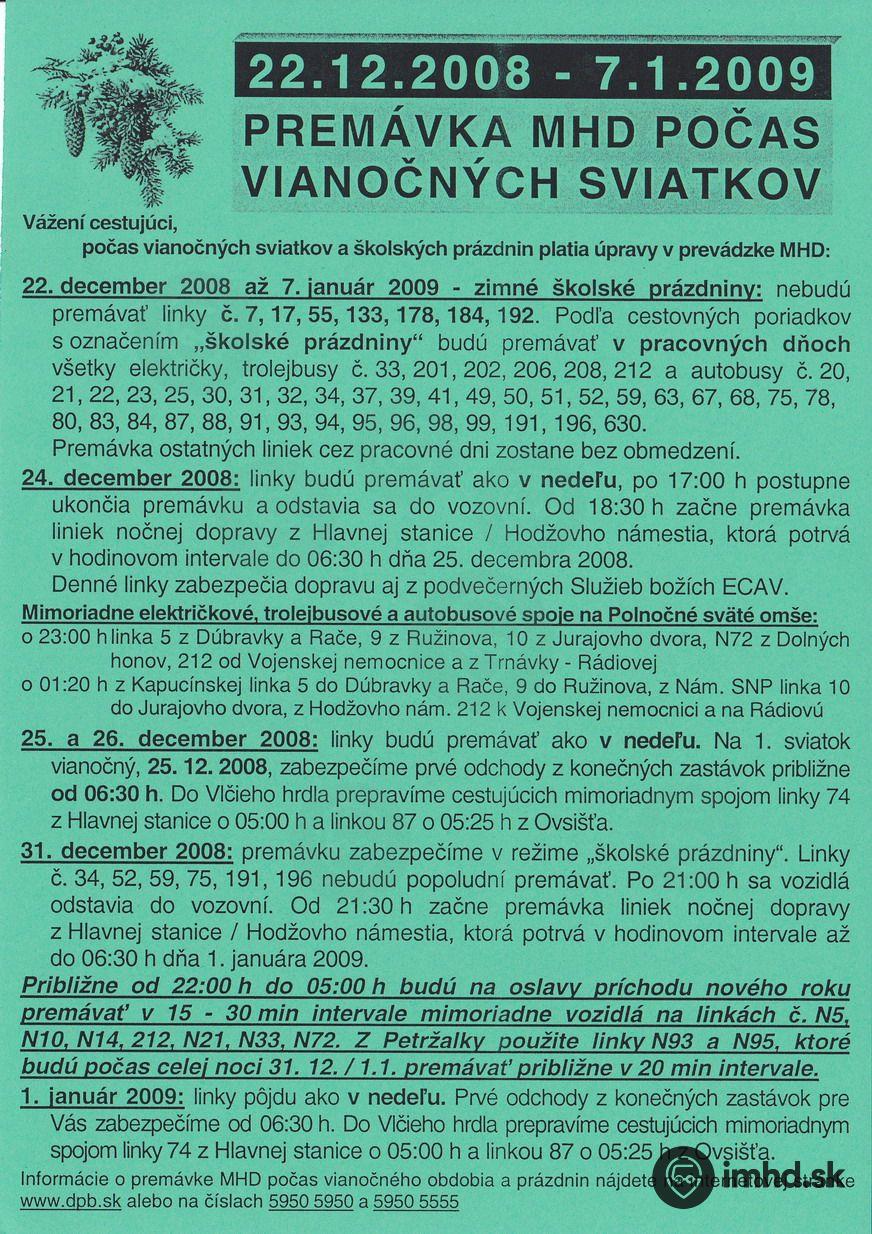 22.12.2008 - 7.1.2009
PREMÁVKA MHD POČAS
VIANOČNÝCH SVIATKOV
Vážení cestujúci,
počas vianočných sviatkov a školských prázdnin platia úpravy v prevádzke MHD:
22. december 2008 až 7. január 2009 - zimné školské prázdniny: nebudú
premávať linky č. 7, 17, 55, 133, 178, 184, 192. Podľa cestovných poriadkov
s označením „školské prázdniny“ budú premávať v pracovných dňoch
všetky električky, trolejbusy č. 33, 201, 202, 206, 208, 212 a autobusy č. 20,
21, 22, 23, 25, 30, 31, 32, 34, 37, 39, 41, 49, 50, 51, 52, 59, 63, 67, 68, 75, 78,
80, 83, 84, 87, 88, 91, 93, 94, 95, 96, 98, 99, 191, 196, 630.
Premávka ostatných liniek cez pracovné dni zostane bez obmedzení.
24. december 2008: linky budú premávať ako v nedeľu, po 17:00 h postupne
ukončia premávku a odstavia sa do vozovní. Od 18:30 h začne premávka
liniek nočnej dopravy z Hlavnej stanice / Hodžovho námestia, ktorá potrvá
v hodinovom intervale do 06:30 h dňa 25. decembra 2008.
Denné linky zabezpečia dopravu aj z podvečerných Služieb božích ECAV.
Mimoriadne električkové, trolejbusové a autobusové spoje na Polnočné sväté omše:
o 23:00 h linka 5 z Dúbravky a Rače, 9 z Ružinova, 10 z Jurajovho dvora, N72 z Dolných
honov, 212 od Vojenskej nemocnice a z Trnávky - Rádiovej
o 01:20 h z Kapucínskej linka 5 do Dúbravky a Rače, 9 do Ružinova, z Nám. SNP linka 10
do Jurajovho dvora, z Hodžovho nám. 212 k Vojenskej nemocnici a na Rádiovú
25. a 26. december 2008: linky budú premávať ako v nedeľu. Na 1. sviatok
vianočný, 25. 12. 2008, zabezpečíme prvé odchody z konečných zastávok približne
od 06:30 h. Do Vlčieho hrdla prepravíme cestujúcich mimoriadnym spojom linky 74
z Hlavnej stanice o 05:00 h a linkou 87 o 05:25 h z Ovsišťa.
31. december 2008: premávku zabezpečíme v režime „školské prázdniny“. Linky
č. 34, 52, 59, 75, 191, 196 nebudú popoludní premávať. Po 21:00 h sa vozidlá
odstavia do vozovní. Od 21:30 h začne premávka liniek nočnej dopravy
z Hlavnej stanice / Hodžovho námestia, ktorá potrvá v hodinovom intervale až
do 06:30 h dňa 1. januára 2009.
Približne od 22:00 h do 05:00 h budú na oslavy príchodu nového roku
premávať v 15 - 30 min intervale mimoriadne vozidlá na linkách č. N5,
N10, N14, 212, N21, N33, N72. Z Petržalky použite linky N93 a N95, ktoré
budú počas celej noci 31. 12. / 1.1. premávať približne v 20 min intervale.
1. január 2009: linky pôjdu ako v nedeľu. Prvé odchody z konečných zastávok pre
Vás zabezpečíme od 06:30 h. Do Vlčieho hrdla prepravíme cestujúcich mimoriadnym
spojom linky 74 z Hlavnej stanice o 05:00 h a linkou 87 o 05:25 h z Ovsišťa.
Informácie o premávke MHD počas vianočného obdobia a prázdnin nájdete na internetovej stránke
www.dpb.sk alebo na číslach 5950 5950 a 5950 5555
imhd.sk